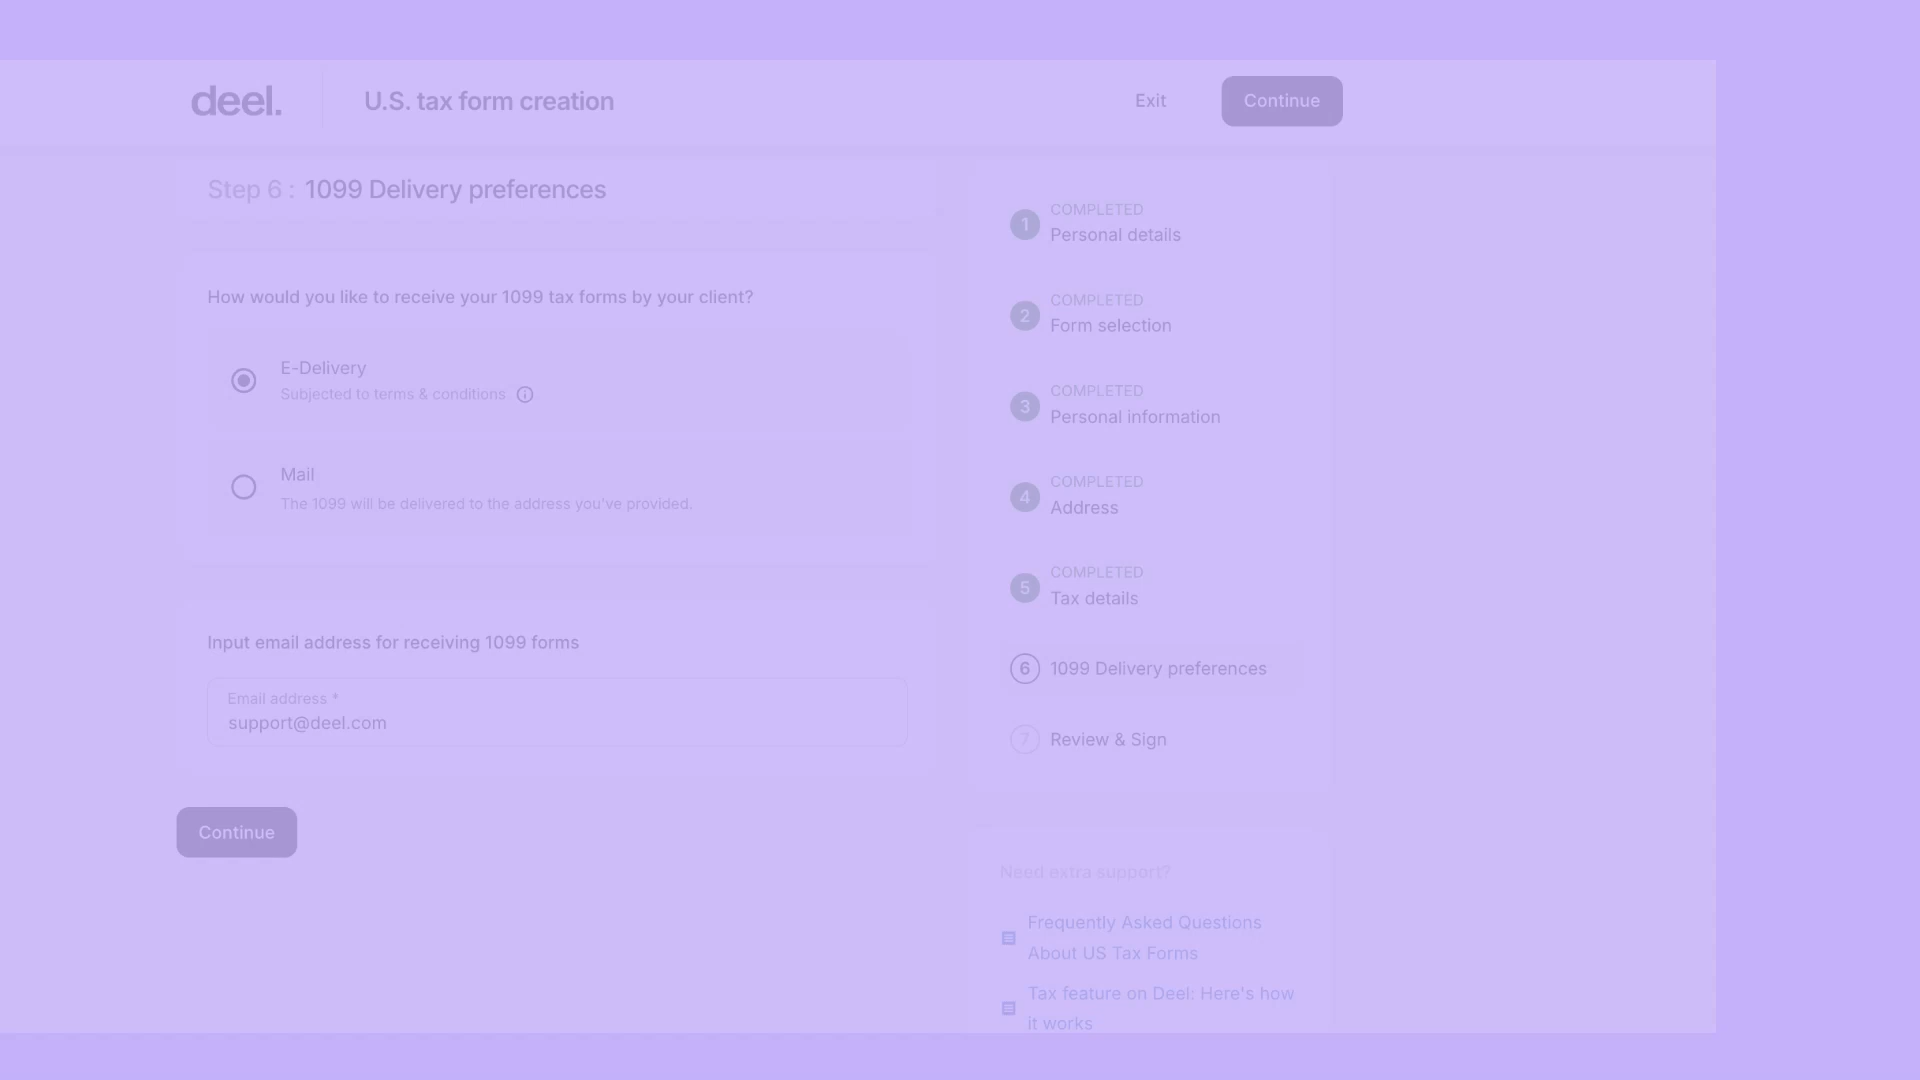 deel.
U.S. tax form creation
Exit
Continue
Step 6 : 1099 Delivery preferences
How would you like to receive your 1099 tax forms by your client?
E-Delivery
Subjected to terms & conditions
Mail
The 1099 will be delivered to the address you've provided.
Input email address for receiving 1099 forms
Email address *
support@deel.com
Continue
1
COMPLETED
Personal details
2
COMPLETED
Form selection
3
COMPLETED
Personal information
4
COMPLETED
Address
5
COMPLETED
Tax details
6
1099 Delivery preferences
7
Review & Sign
Need extra support?
Frequently Asked Questions
About US Tax Forms
Tax feature on Deel: Here's how
it works